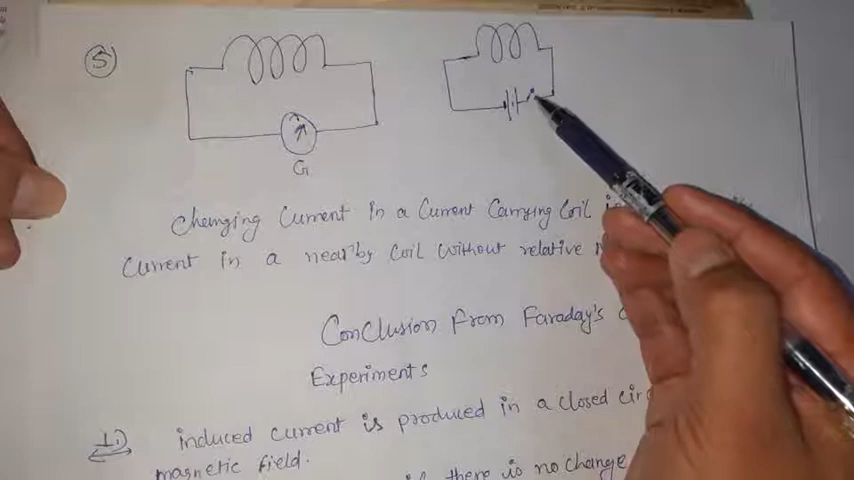 5
G
Changing Current in a Current Carrying Coil
Current in a nearby Coil without relative
Conclusion From Faraday's
Experiments
1.) induced current is produced in a closed
magnetic field.
if there is no change